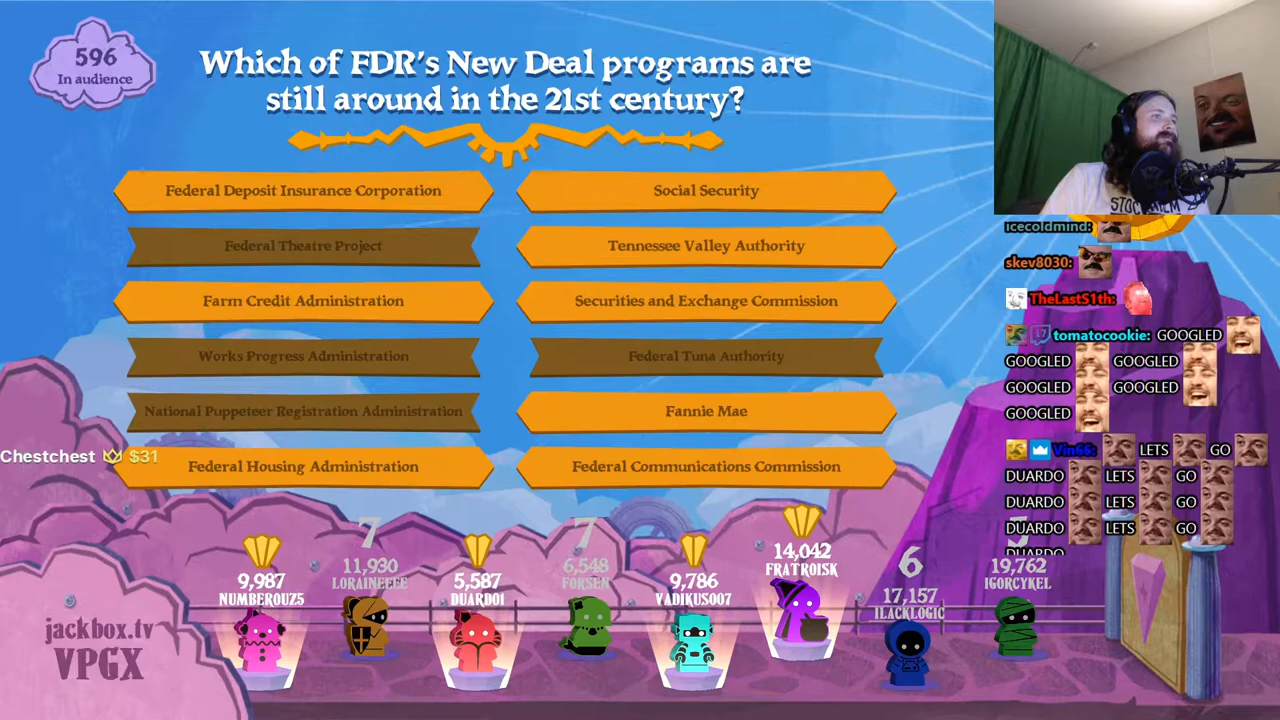 596
In audience
Which of FDR's New Deal programs are
still around in the 21st century?
Federal Deposit Insurance Corporation
Social Security
Federal Theatre Project
Tennessee Valley Authority
Farm Credit Administration
Securities and Exchange Commission
Works Progress Administration
Federal Tuna Authority
National Puppeteer Registration Administration
Fannie Mae
Federal Housing Administration
Federal Communications Commission
Chestchest $31
9,987
NUMBEROUZ5
7
11,930
LORAINEEEE
5,587
DUARDO1
7
6,548
FORSEN
9,786
VADIKUS007
14,042
FRATROISK
6
17,157
ILACKLOGIC
19,762
IGORCYKEL
jackbox.tv
VPGX
STOCKHOLM
icecoldmind:
skev8030:
TheLastS1th:
17 tomatocookie: GOOGLED
GOOGLED GOOGLED
GOOGLED GOOGLED
GOOGLED
Vin66: LETS GO
DUARDO LETS GO
DUARDO LETS GO
DUARDO LETS GO
DUARDO